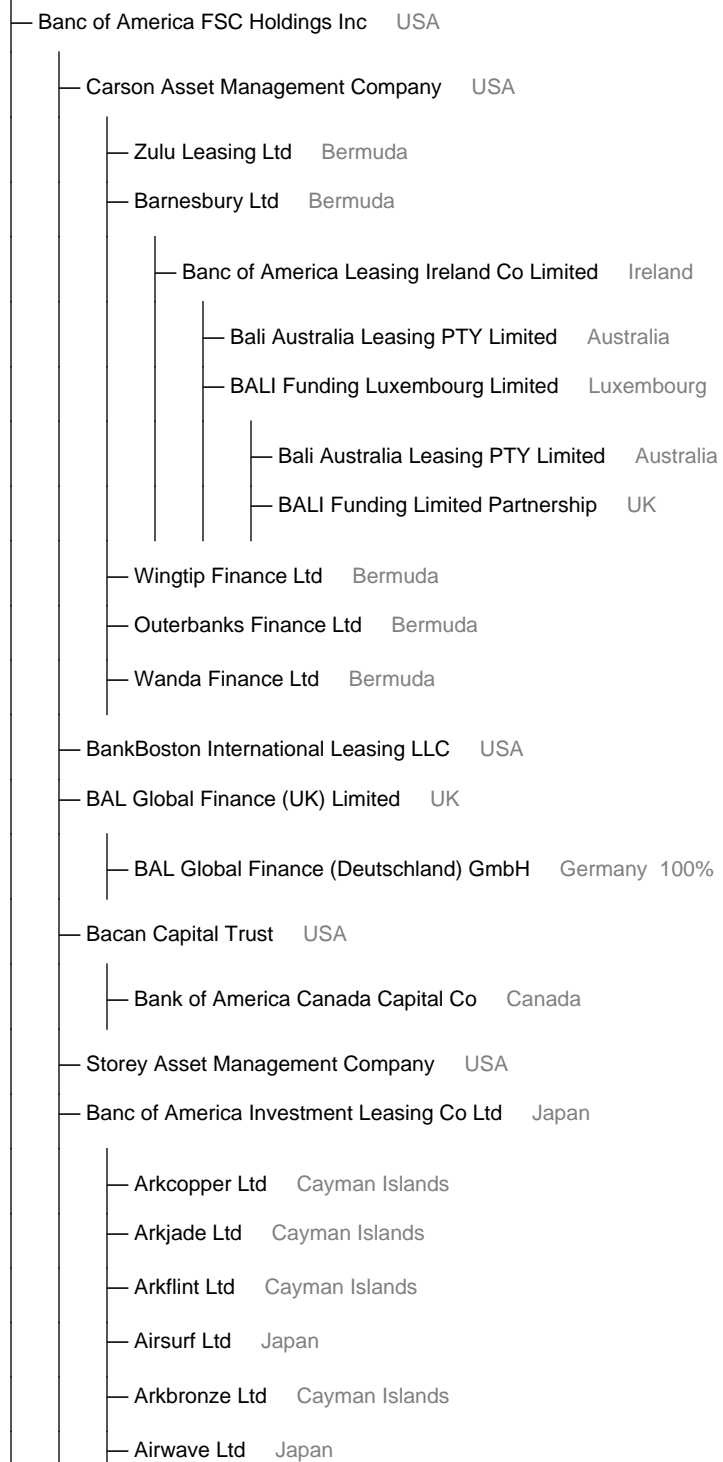 Banc of America FSC Holdings Inc USA
Carson Asset Management Company USA
Zulu Leasing Ltd Bermuda
Barnesbury Ltd Bermuda
Banc of America Leasing Ireland Co Limited Ireland
Bali Australia Leasing PTY Limited Australia
BALI Funding Luxembourg Limited Luxembourg
Bali Australia Leasing PTY Limited Australia
BALI Funding Limited Partnership UK
Wingtip Finance Ltd Bermuda
Outerbanks Finance Ltd Bermuda
Wanda Finance Ltd Bermuda
BankBoston International Leasing LLC USA
BAL Global Finance (UK) Limited UK
BAL Global Finance (Deutschland) GmbH Germany 100%
Bacan Capital Trust USA
Bank of America Canada Capital Co Canada
Storey Asset Management Company USA
Banc of America Investment Leasing Co Ltd Japan
Arkcopper Ltd Cayman Islands
Arkjade Ltd Cayman Islands
Arkflint Ltd Cayman Islands
Airsurf Ltd Japan
Arkbronze Ltd Cayman Islands
Airwave Ltd Japan